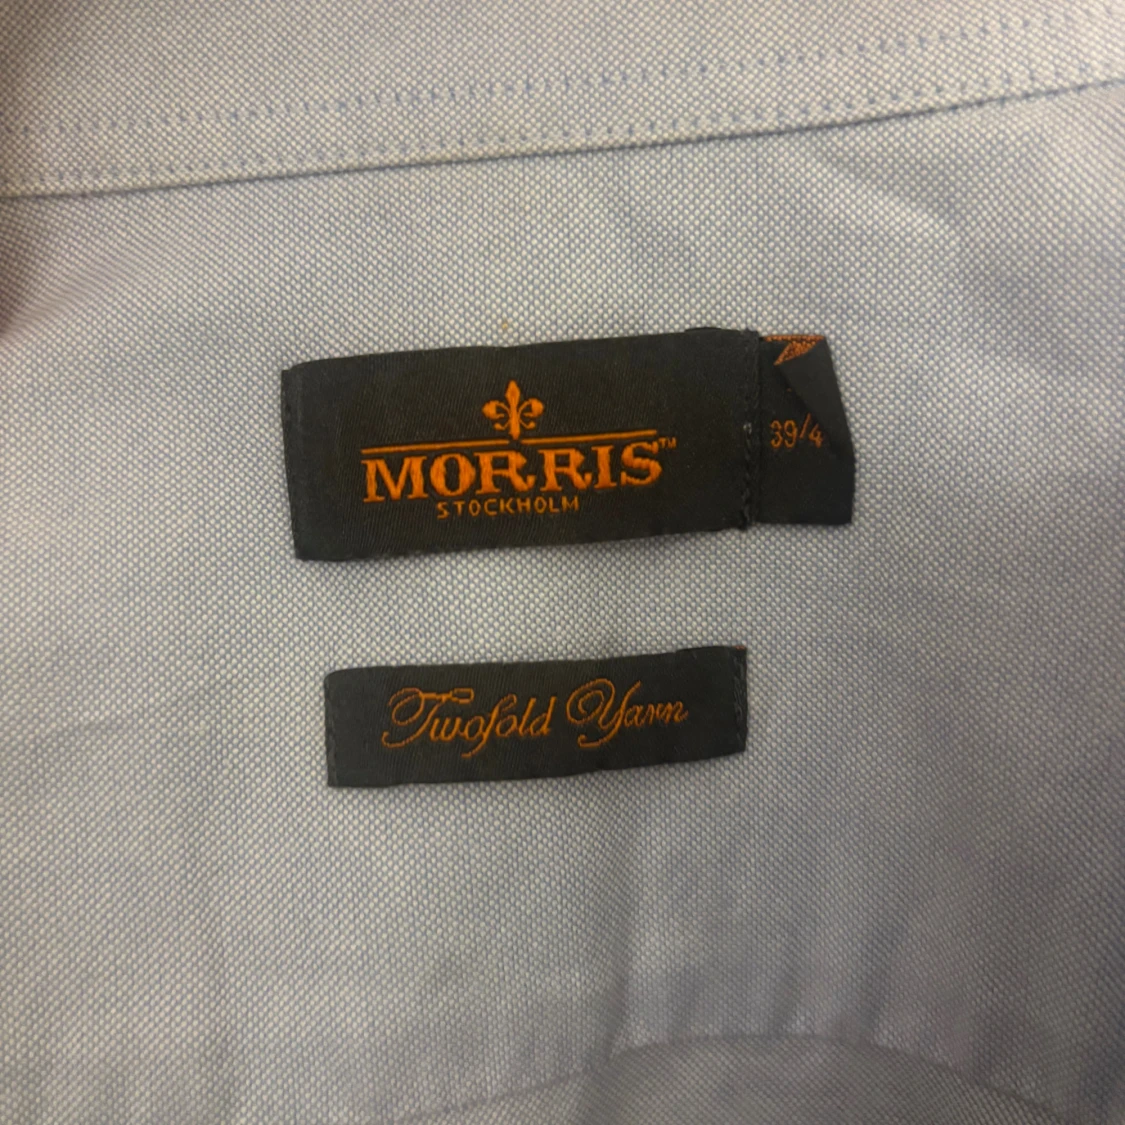 MORRIS™
STOCKHOLM
39/4
Twofold Yarn